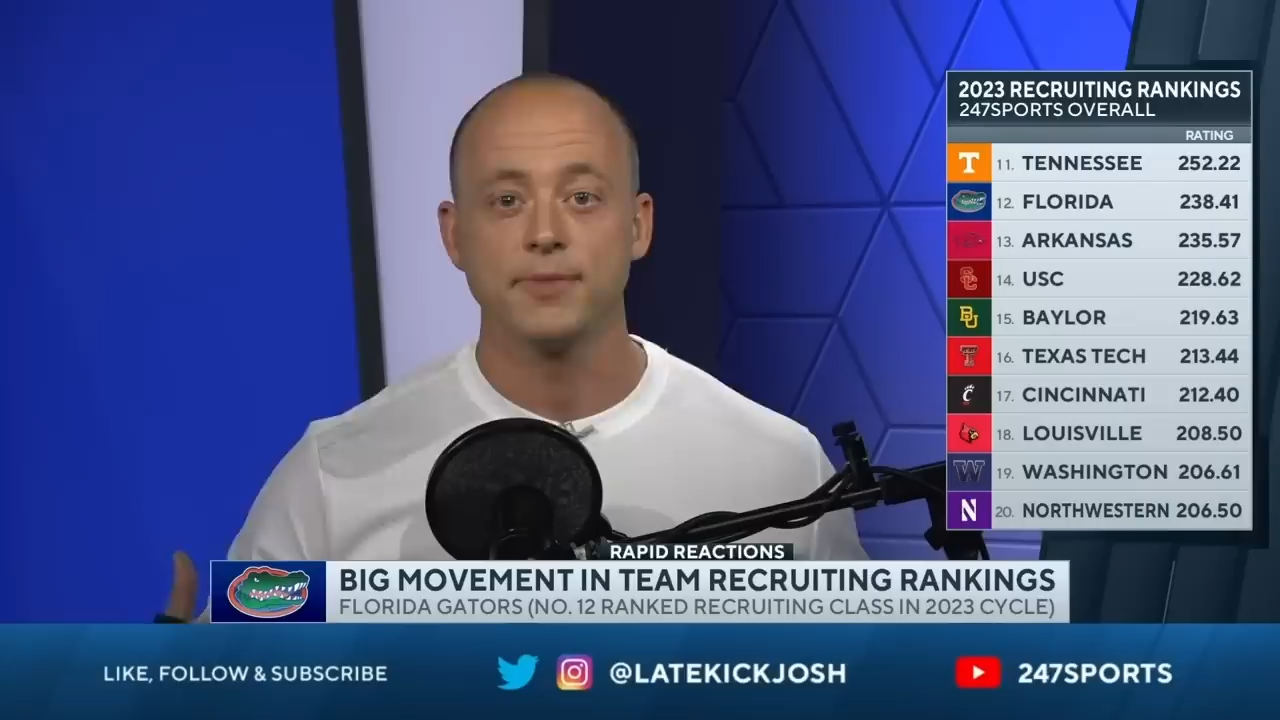 2023 RECRUITING RANKINGS
247SPORTS OVERALL
RATING
T 11. TENNESSEE 252.22
12. FLORIDA 238.41
13. ARKANSAS 235.57
SC 14. USC 228.62
BU 15. BAYLOR 219.63
T 16. TEXAS TECH 213.44
C 17. CINCINNATI 212.40
18. LOUISVILLE 208.50
W 19. WASHINGTON 206.61
N 20. NORTHWESTERN 206.50
RAPID REACTIONS
BIG MOVEMENT IN TEAM RECRUITING RANKINGS
FLORIDA GATORS (NO. 12 RANKED RECRUITING CLASS IN 2023 CYCLE)
LIKE, FOLLOW & SUBSCRIBE @LATEKICKJOSH 247SPORTS